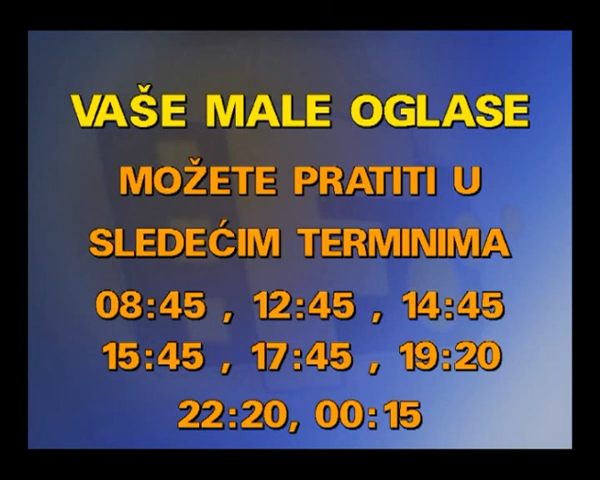 VAŠE MALE OGLASE
MOŽETE PRATITI U
SLEDEĆIM TERMINIMA
08:45 , 12:45 , 14:45
15:45 , 17:45 , 19:20
22:20, 00:15